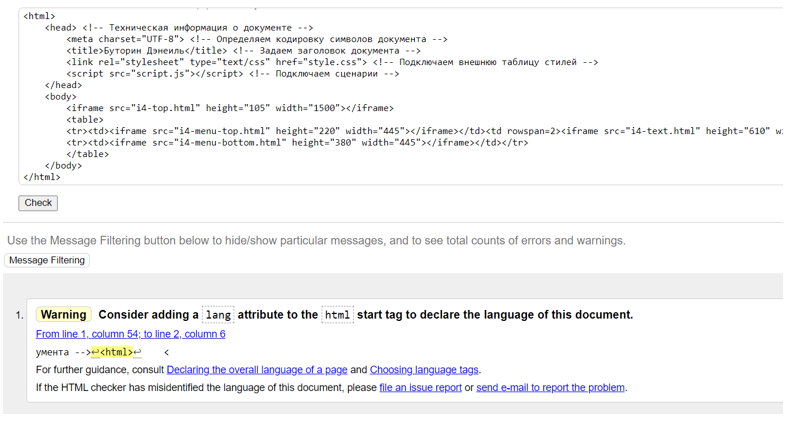 <html>
<head> <!-- Техническая информация о документе -->
<meta charset="UTF-8"> <!-- Определяем кодировку символов документа -->
<title>Буторин Дэнеиль</title> <!-- Задаем заголовок документа -->
<link rel="stylesheet" type="text/css" href="style.css"> <!-- Подключаем внешнюю таблицу стилей -->
<script src="script.js"></script> <!-- Подключаем сценарии -->
</head>
<body>
<iframe src="i4-top.html" height="105" width="1500"></iframe>
<table>
<tr><td><iframe src="i4-menu-top.html" height="220" width="445"></iframe></td><td rowspan=2><iframe src="i4-text.html" height="610" wi
<tr><td><iframe src="i4-menu-bottom.html" height="380" width="445"></iframe></td></tr>
</table>
</body>
</html>
Check
Use the Message Filtering button below to hide/show particular messages, and to see total counts of errors and warnings.
Message Filtering
1. Warning Consider adding a lang attribute to the html start tag to declare the language of this document.
From line 1, column 54; to line 2, column 6
умента -->↩<html>↩ <
For further guidance, consult Declaring the overall language of a page and Choosing language tags.
If the HTML checker has misidentified the language of this document, please file an issue report or send e-mail to report the problem.